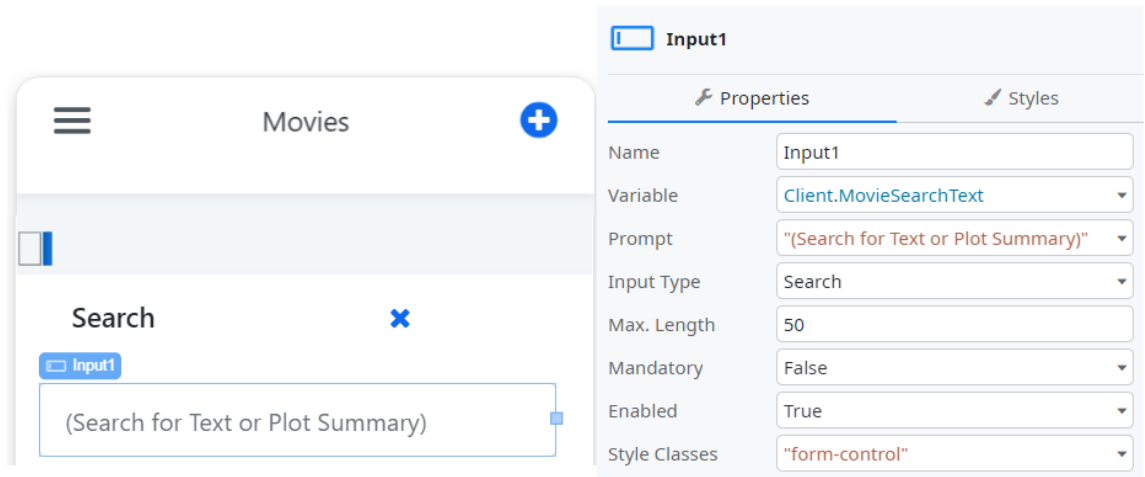 Movies
Search
Input1
(Search for Text or Plot Summary)
Input1
Properties
Styles
Name
Input1
Variable
Client.MovieSearchText
Prompt
"(Search for Text or Plot Summary)"
Input Type
Search
Max. Length
50
Mandatory
False
Enabled
True
Style Classes
"form-control"